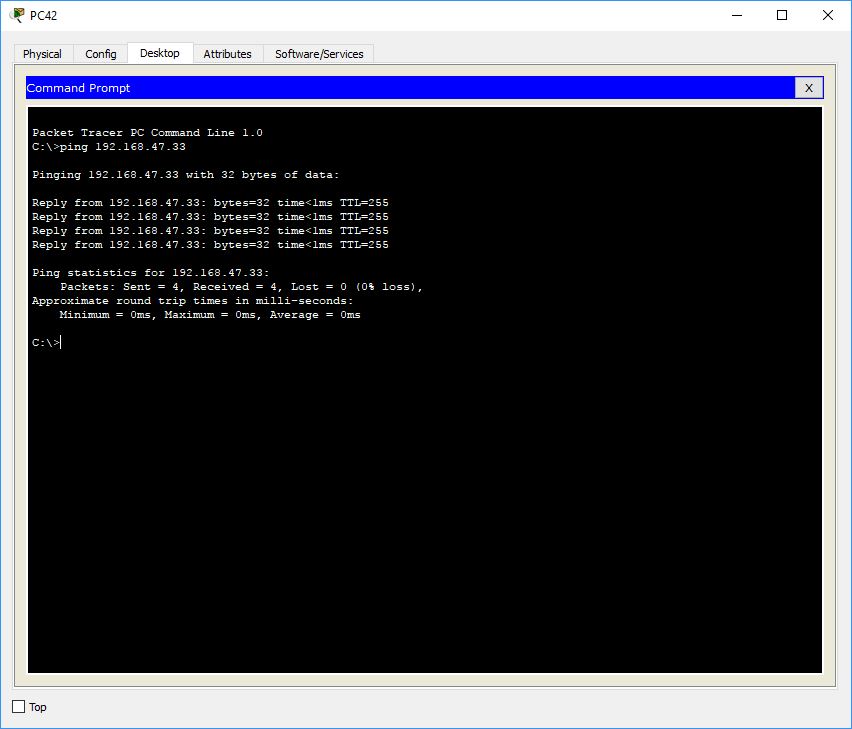 PC42
Physical Config Desktop Attributes Software/Services
Command Prompt X
Packet Tracer PC Command Line 1.0
C:\>ping 192.168.47.33
Pinging 192.168.47.33 with 32 bytes of data:
Reply from 192.168.47.33: bytes=32 time<1ms TTL=255
Reply from 192.168.47.33: bytes=32 time<1ms TTL=255
Reply from 192.168.47.33: bytes=32 time<1ms TTL=255
Reply from 192.168.47.33: bytes=32 time<1ms TTL=255
Ping statistics for 192.168.47.33:
Packets: Sent = 4, Received = 4, Lost = 0 (0% loss),
Approximate round trip times in milli-seconds:
Minimum = 0ms, Maximum = 0ms, Average = 0ms
C:\>
Top